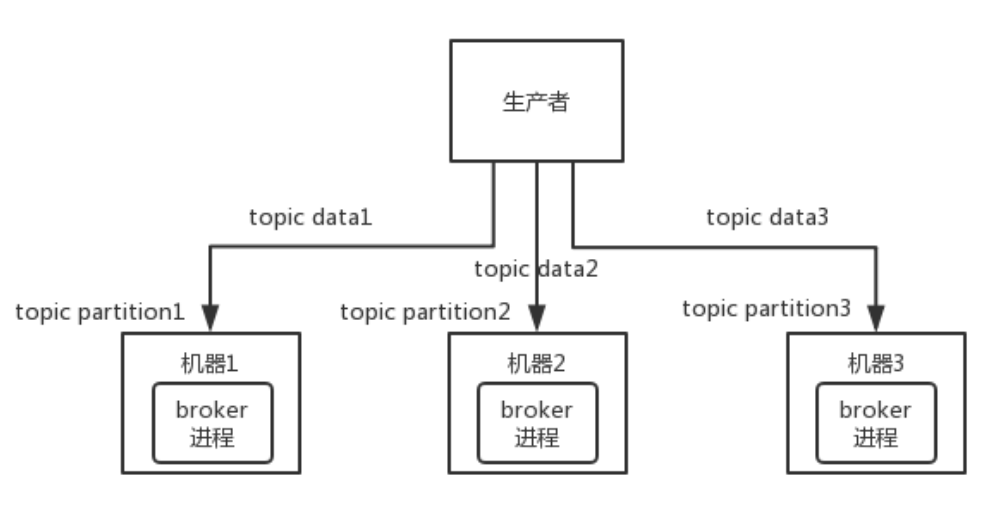 生产者
topic data1
topic data3
topic data2
topic partition1
topic partition2
topic partition3
机器1
机器2
机器3
broker
进程
broker
进程
broker
进程